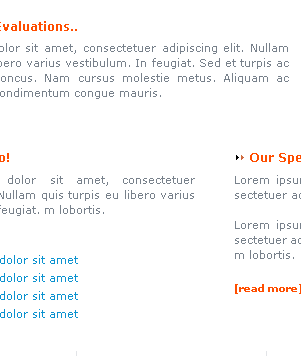 Evaluations..
olor sit amet, consectetuer adipiscing elit. Nullam
bero varius vestibulum. In feugiat. Sed et turpis ac
oncus. Nam cursus molestie metus. Aliquam ac
ondimentum congue mauris.
o!
dolor sit amet, consectetuer
Nullam quis turpis eu libero varius
feugiat. m lobortis.
dolor sit amet
dolor sit amet
dolor sit amet
dolor sit amet
Our Spe
Lorem ipsu
sectetuer ad
Lorem ipsu
sectetuer ad
m lobortis.
[read more]